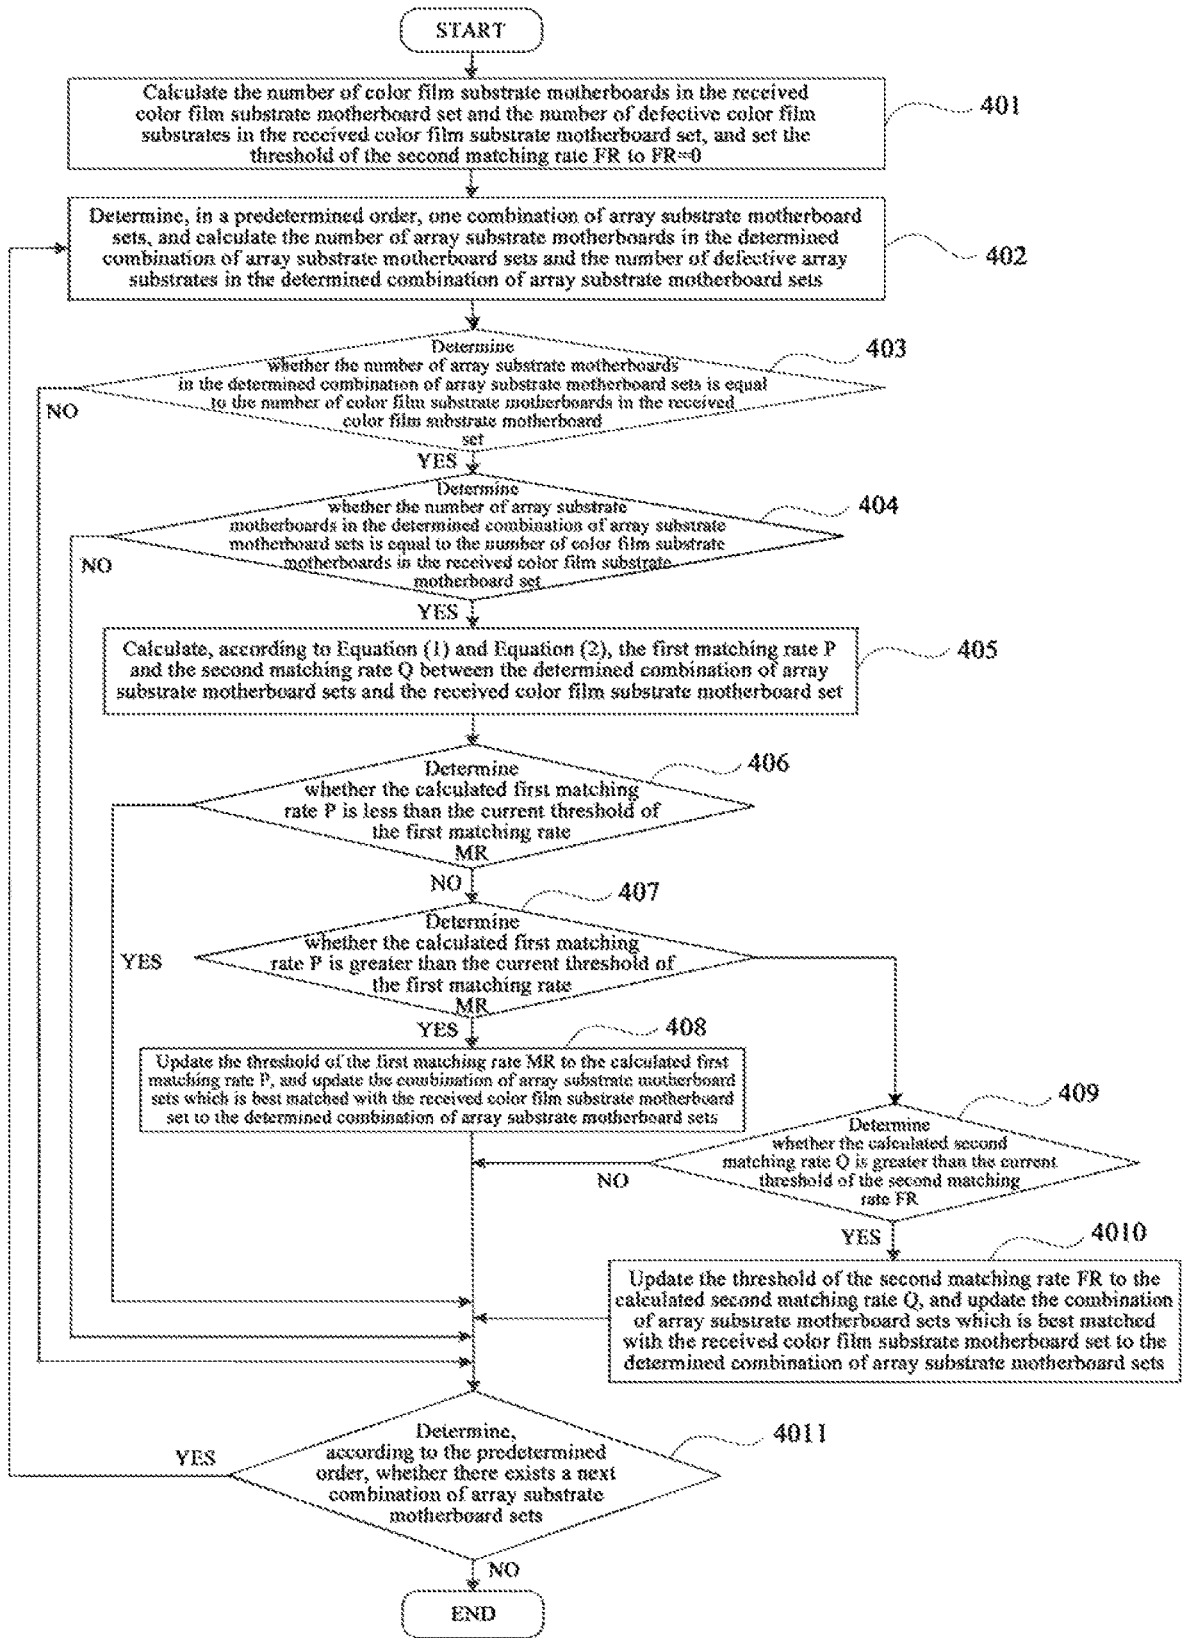 START
Calculate the number of color film substrate motherboards in the received
color film substrate motherboard set and the number of defective color film
substrates in the received color film substrate motherboard set, and set the
threshold of the second matching rate FR to FR=0
401
Determine, in a predetermined order, one combination of array substrate motherboard
sets, and calculate the number of array substrate motherboards in the determined
combination of array substrate motherboard sets and the number of defective array
substrates in the determined combination of array substrate motherboard sets
402
Determine
whether the number of array substrate motherboards
in the determined combination of array substrate motherboard sets is equal
to the number of color film substrate motherboards in the received
color film substrate motherboard
set
403
NO
YES
Determine
whether the number of array substrate
motherboards in the determined combination of array substrate
motherboard sets is equal to the number of color film substrate
motherboards in the received color film substrate
motherboard set
404
NO
YES
Calculate, according to Equation (1) and Equation (2), the first matching rate P
and the second matching rate Q between the determined combination of array
substrate motherboard sets and the received color film substrate motherboard set
405
Determine
whether the calculated first matching
rate P is less than the current threshold of
the first matching rate
MR
406
NO
YES
Determine
whether the calculated first matching
rate P is greater than the current threshold of
the first matching rate
MR
407
YES
Update the threshold of the first matching rate MR to the calculated first
matching rate P, and update the combination of array substrate motherboard
sets which is best matched with the received color film substrate motherboard
set to the determined combination of array substrate motherboard sets
408
Determine
whether the calculated second
matching rate Q is greater than the current
threshold of the second matching
rate FR
409
NO
YES
Update the threshold of the second matching rate FR to the
calculated second matching rate Q, and update the combination
of array substrate motherboard sets which is best matched
with the received color film substrate motherboard set to the
determined combination of array substrate motherboard sets
4010
Determine,
according to the predetermined
order, whether there exists a next
combination of array substrate
motherboard sets
4011
YES
NO
END